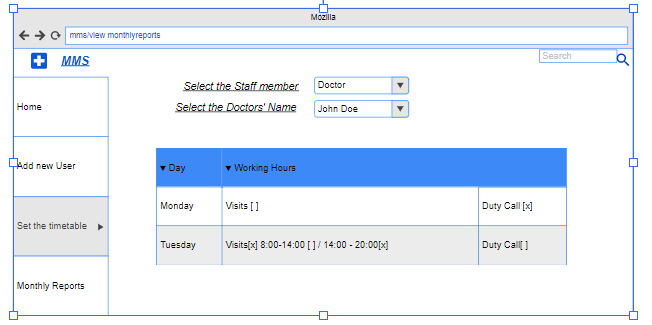 Mozilla
mms/view monthlyreports
MMS
Search
Select the Staff member Doctor
Select the Doctors' Name John Doe
Home
Add new User
Set the timetable
Monthly Reports
Day Working Hours
Monday Visits [ ] Duty Call [x]
Tuesday Visits[x] 8:00-14:00 [ ] / 14:00 - 20:00[x] Duty Call[ ]